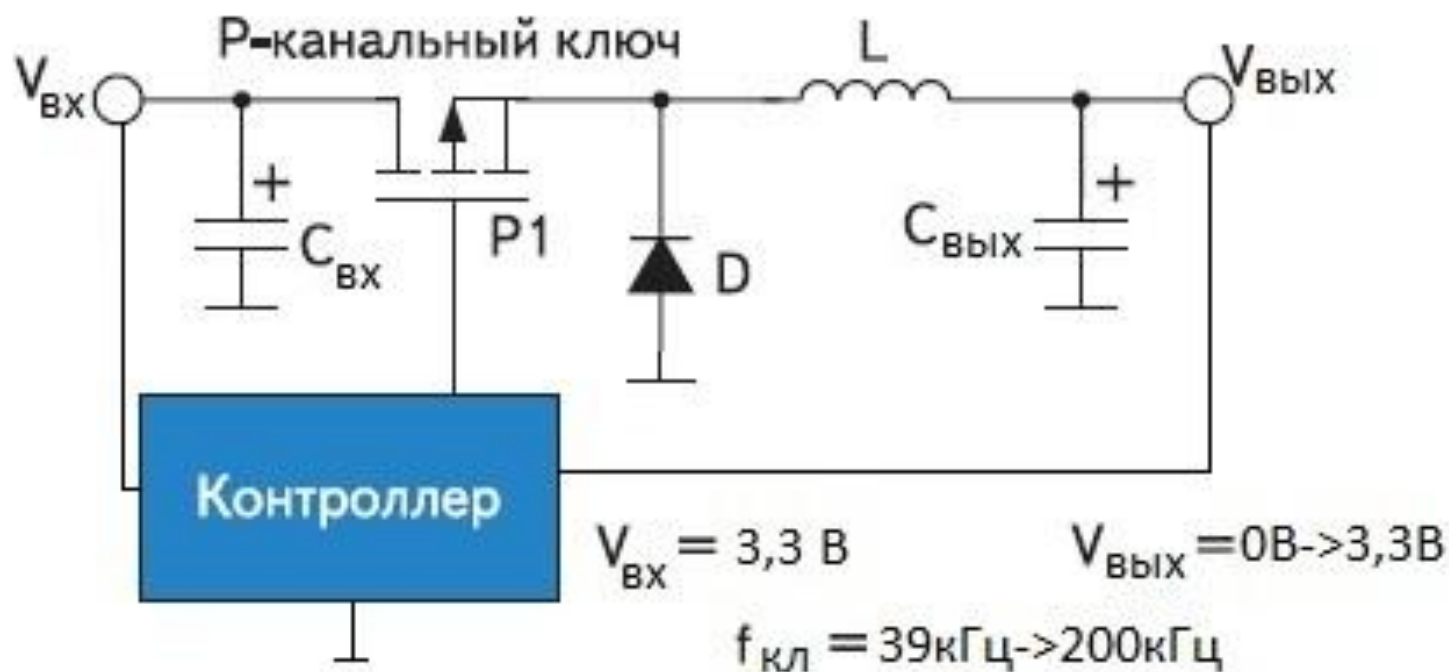 P-канальный ключ
L
Vвх
Vвых
+
Cвх
P1
D
Cвых
+
Контроллер
Vвх = 3,3 В
Vвых =0В->3,3В
fкл = 39кГц->200кГц